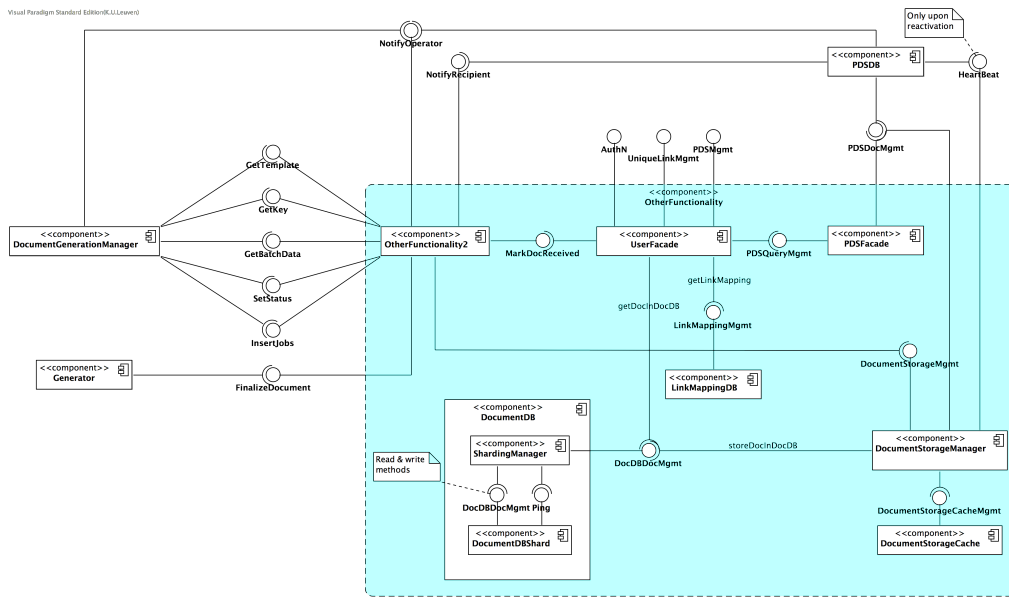 Visual Paradigm Standard Edition(K.U.Leuven)
Only upon
reactivation
NotifyOperator
<<component>>
PDSDB
NotifyRecipient
HeartBeat
AuthN
UniqueLinkMgmt
PDSMgmt
PDSDocMgmt
GetTemplate
<<component>>
OtherFunctionality
GetKey
<<component>>
DocumentGenerationManager
<<component>>
OtherFunctionality2
<<component>>
UserFacade
<<component>>
PDSFacade
GetBatchData
MarkDocReceived
PDSQueryMgmt
getLinkMapping
SetStatus
getDocInDocDB
LinkMappingMgmt
InsertJobs
DocumentStorageMgmt
<<component>>
Generator
FinalizeDocument
<<component>>
LinkMappingDB
<<component>>
DocumentDB
<<component>>
ShardingManager
storeDocInDocDB
<<component>>
DocumentStorageManager
Read & write
methods
DocDBDocMgmt
DocDBDocMgmt
Ping
DocumentStorageCacheMgmt
<<component>>
DocumentDBShard
<<component>>
DocumentStorageCache